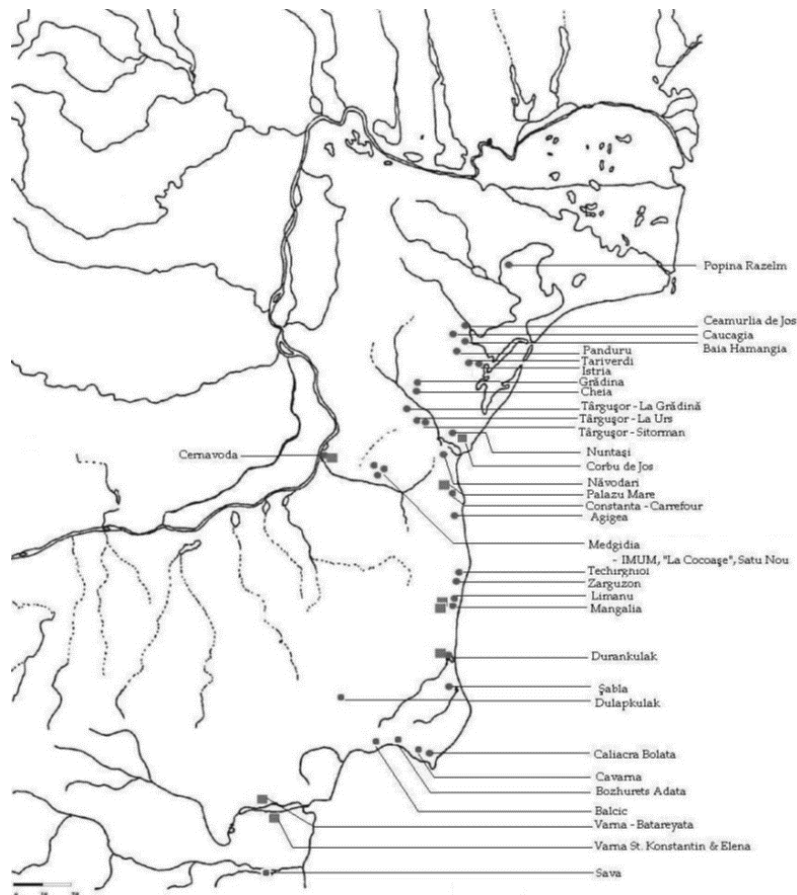 Popina Razelm
Ceamurlia de Jos
Caucagia
Baia Hamangia
Panduru
Tariverdi
Istria
Grădina
Cheia
Târgușor - La Grădină
Târgușor - La Urs
Târgușor - Sitorman
Cernavoda
Nuntași
Corbu de Jos
Năvodari
Palazu Mare
Constanta - Carrefour
Agigea
Medgidia
- IMUM, "La Cocoașe", Satu Nou
Techirghiol
Zarguzon
Limanu
Mangalia
Durankulak
Șabla
Dulapkulak
Caliacra Bolata
Cavarna
Bozhurets Adata
Balcic
Varna - Batareyata
Varna St. Konstantin & Elena
Sava